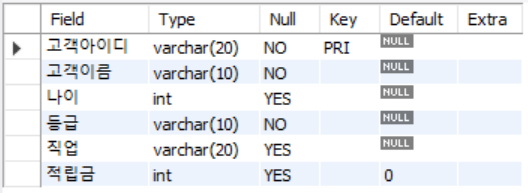 Field Type Null Key Default Extra
고객아이디 varchar(20) NO PRI NULL
고객이름 varchar(10) NO NULL
나이 int YES NULL
등급 varchar(10) NO NULL
직업 varchar(20) YES NULL
적립금 int YES 0